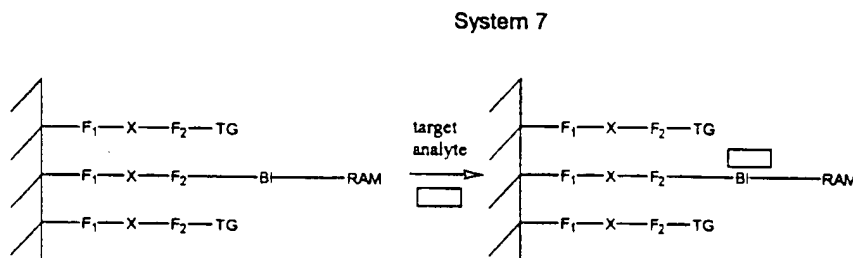 System 7
F₁—X—F₂—TG
F₁—X—F₂—BI—RAM
F₁—X—F₂—TG
target
analyte
F₁—X—F₂—TG
F₁—X—F₂—BI—RAM
F₁—X—F₂—TG